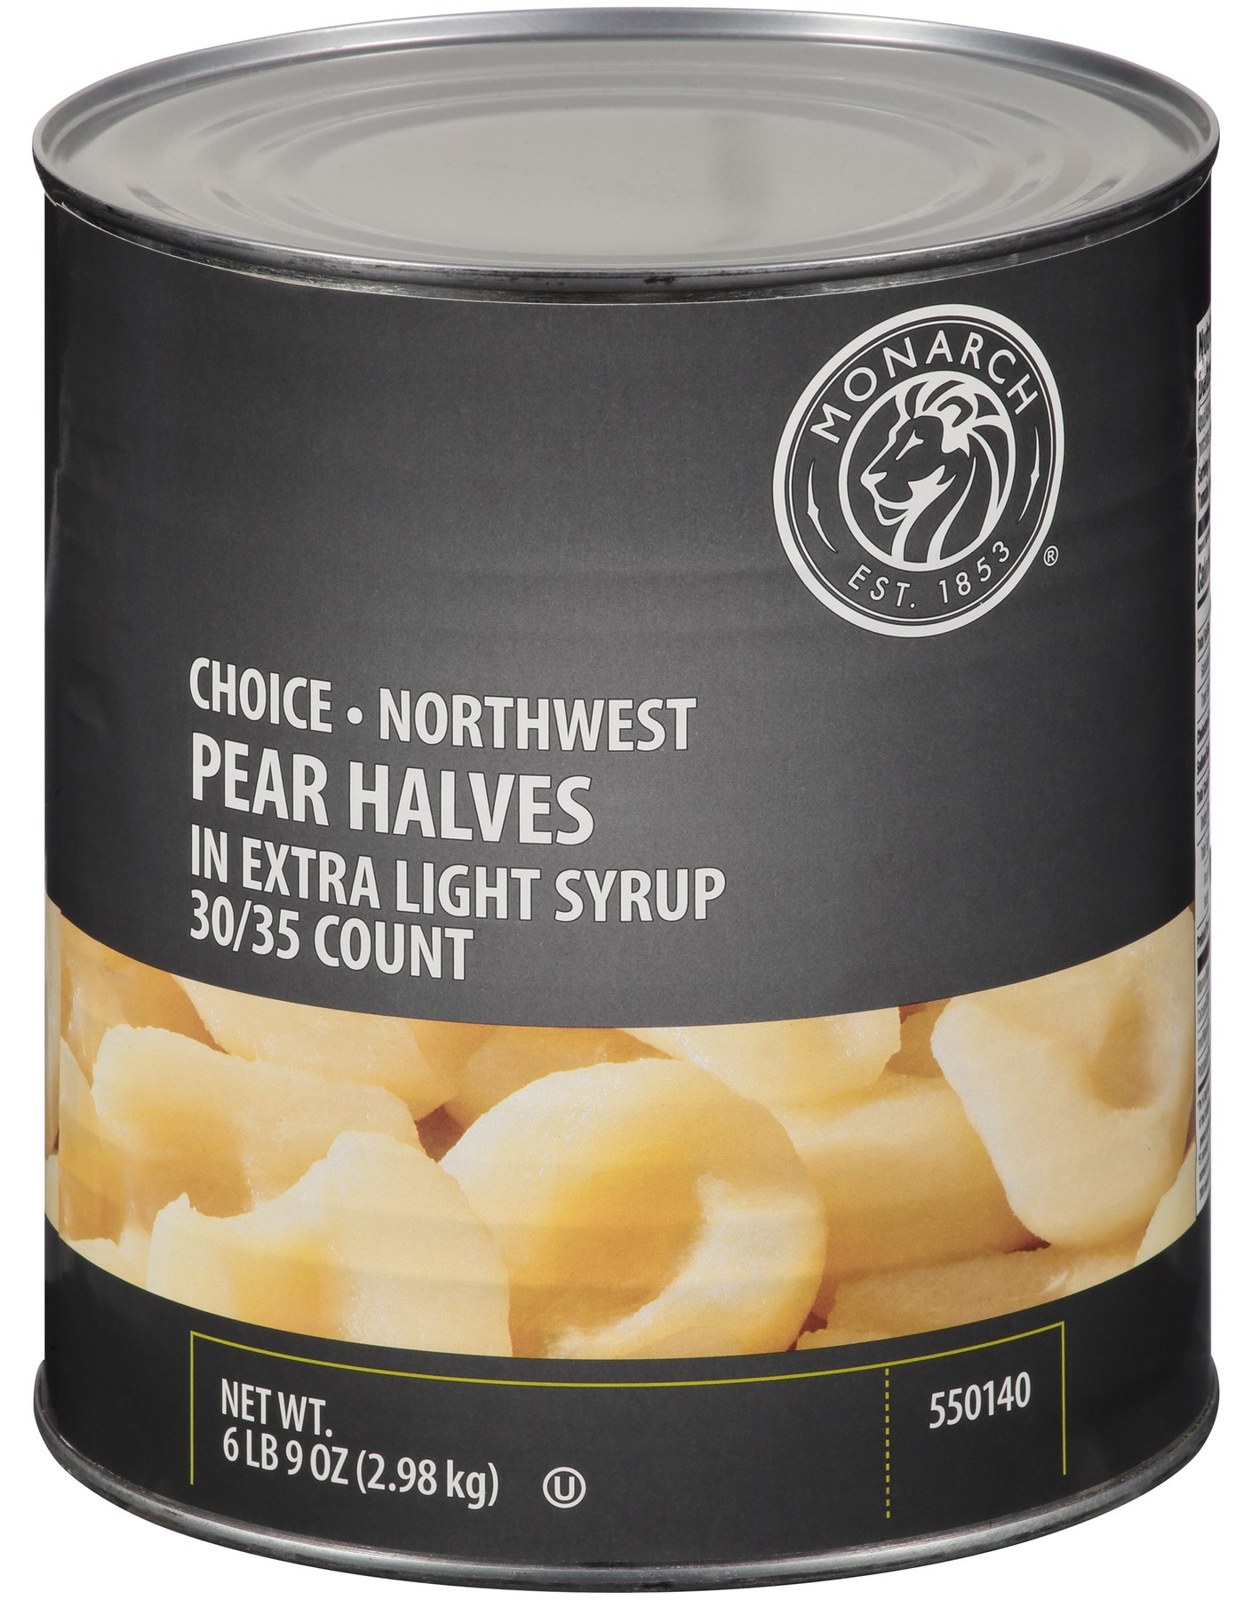 MONARCH
EST. 1853
®
CHOICE • NORTHWEST
PEAR HALVES
IN EXTRA LIGHT SYRUP
30/35 COUNT
NET WT.
6 LB 9 OZ (2.98 kg)
U
550140